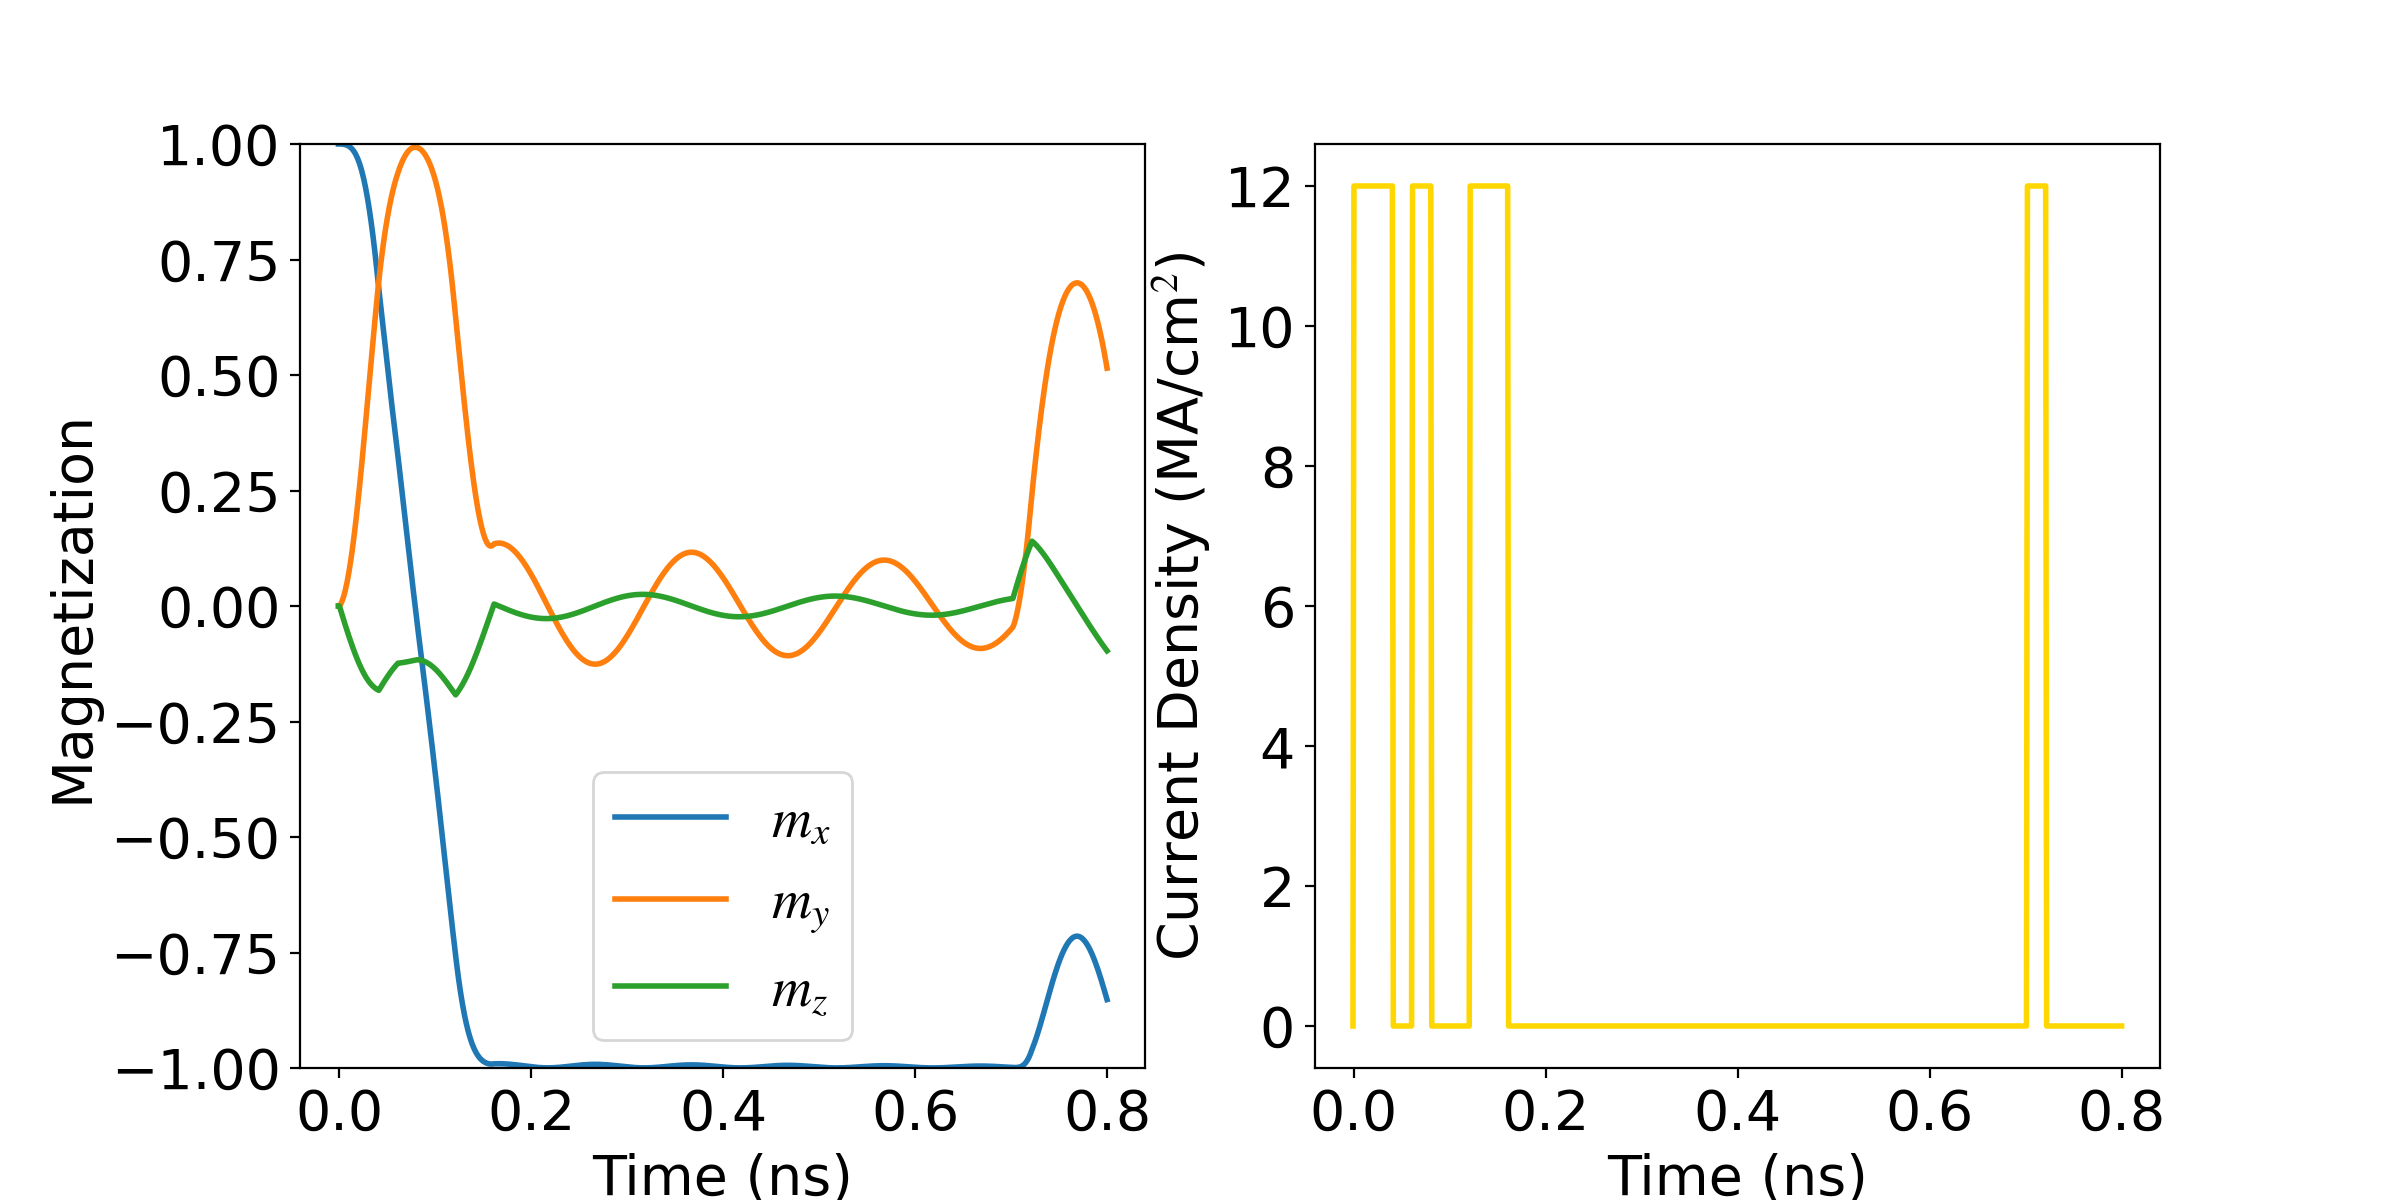 1.00
0.75
0.50
0.25
0.00
−0.25
−0.50
−0.75
−1.00
Magnetization
0.0 0.2 0.4 0.6 0.8
Time (ns)
m_x
m_y
m_z
12
10
8
6
4
2
0
Current Density (MA/cm²)
0.0 0.2 0.4 0.6 0.8
Time (ns)